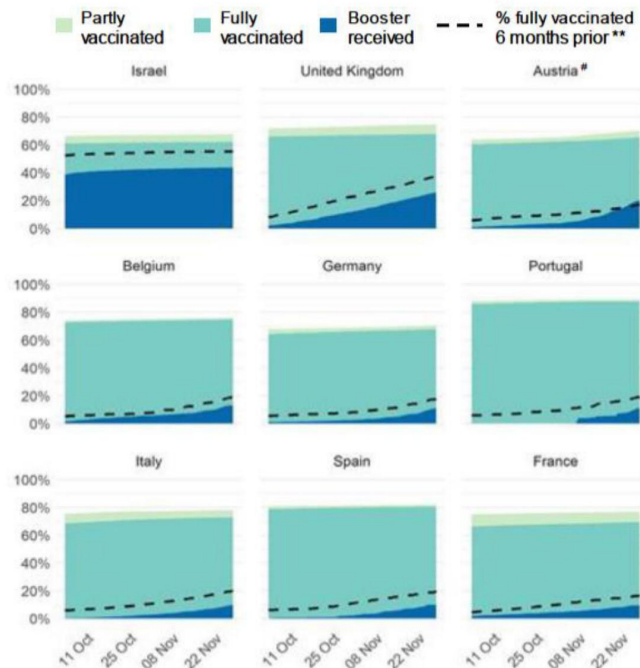 Partly vaccinated
Fully vaccinated
Booster received
% fully vaccinated 6 months prior **
Israel
United Kingdom
Austria #
100%
80%
60%
40%
20%
0%
Belgium
Germany
Portugal
100%
80%
60%
40%
20%
0%
Italy
Spain
France
100%
80%
60%
40%
20%
0%
11 Oct
25 Oct
08 Nov
22 Nov
11 Oct
25 Oct
08 Nov
22 Nov
11 Oct
25 Oct
08 Nov
22 Nov